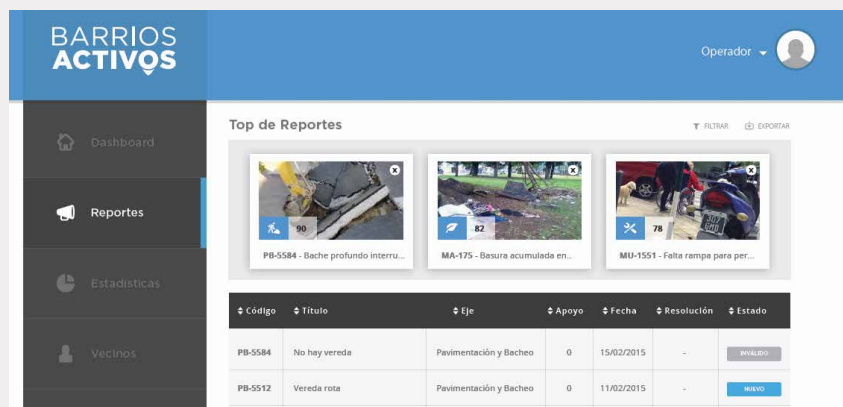 BARRIOS
ACTIVOS
Operador
Dashboard
Top de Reportes
FILTRAR
EXPORTAR
Reportes
90
82
78
PB-5584 - Bache profundo interru...
MA-175 - Basura acumulada en..
MU-1551 - Falta rampa para per...
Estadísticas
Código
Título
Eje
Apoyo
Fecha
Resolución
Estado
Vecinos
PB-5584
No hay vereda
Pavimentación y Bacheo
0
15/02/2015
-
INVÁLIDO
PB-5512
Vereda rota
Pavimentación y Bacheo
0
11/02/2015
-
NUEVO